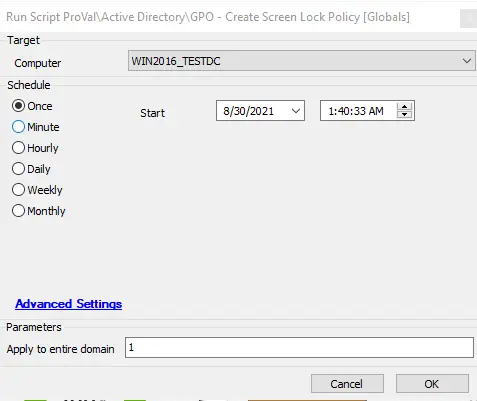 Run Script ProVal\Active Directory\GPO - Create Screen Lock Policy [Globals]
Target
Computer WIN2016_TESTDC
Schedule
Once Start 8/30/2021 1:40:33 AM
Minute
Hourly
Daily
Weekly
Monthly
Advanced Settings
Parameters
Apply to entire domain 1
Cancel OK